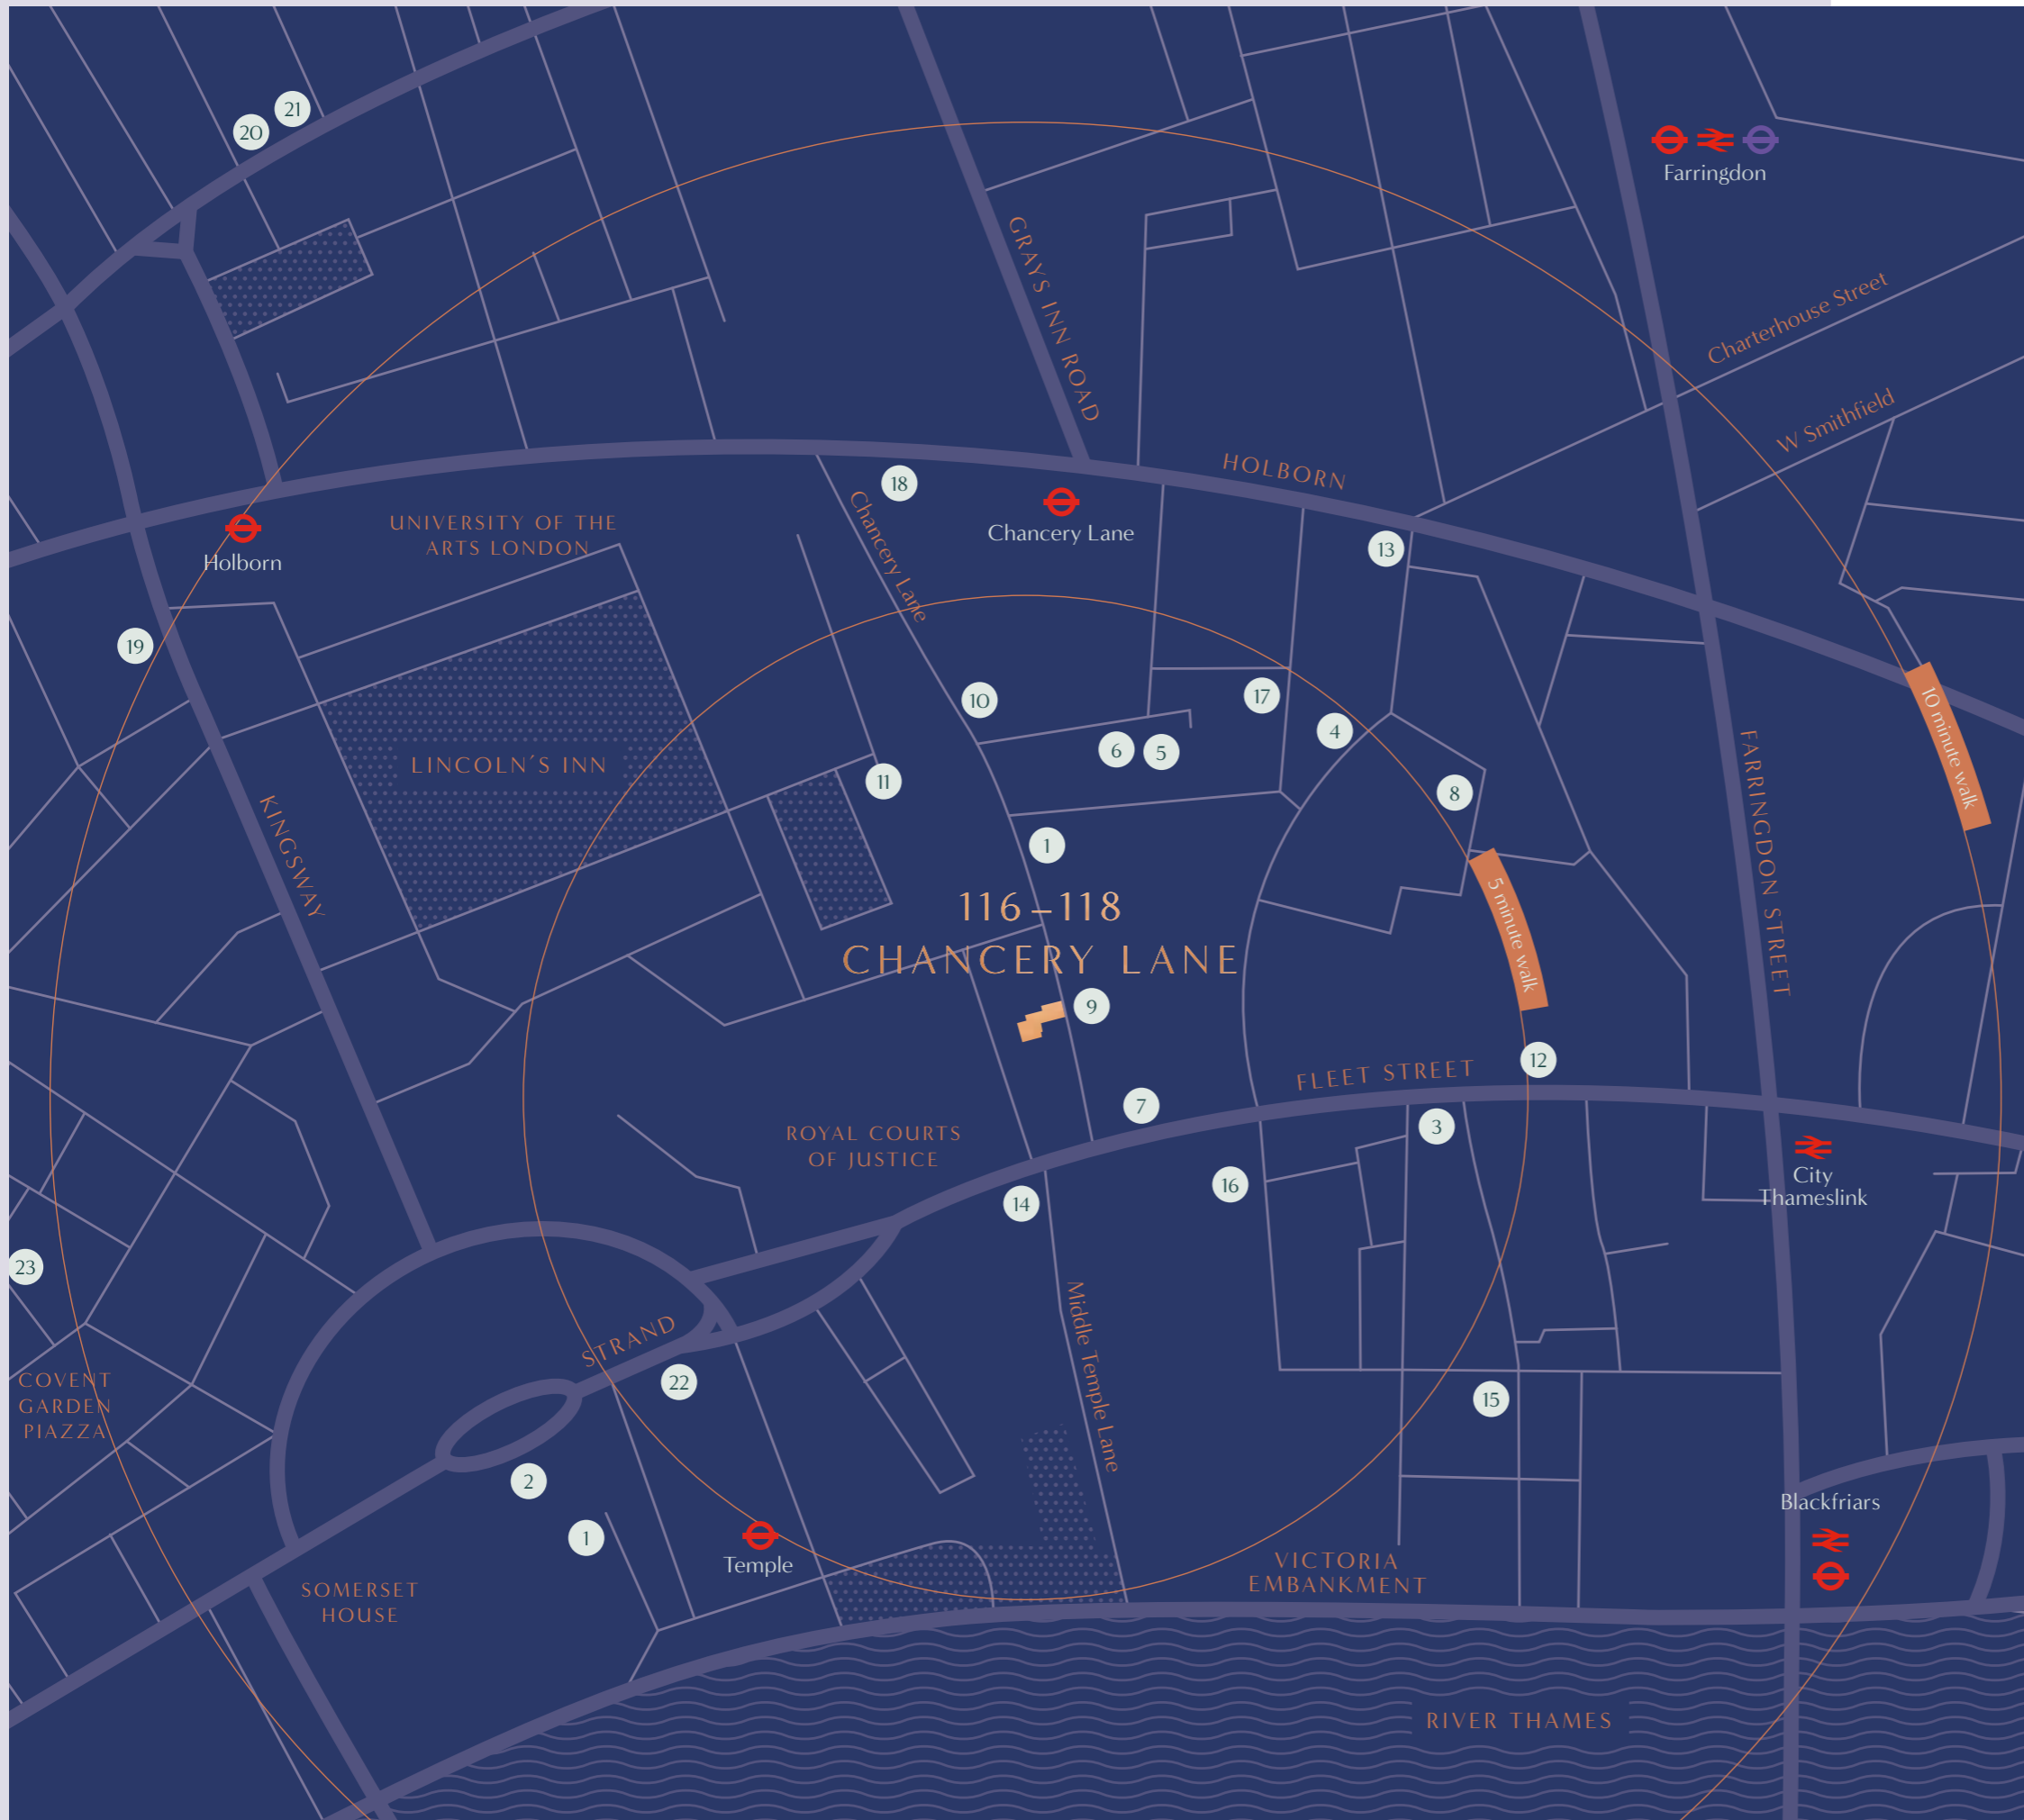 21
20
Farringdon
GRAYS INN ROAD
Charterhouse Street
W Smithfield
HOLBORN
18
Chancery Lane
Chancery Lane
UNIVERSITY OF THE
ARTS LONDON
Holborn
13
19
10
17
4
6
5
LINCOLN´S INN
11
8
10 minute walk
KINGSWAY
FARRINGDON STREET
1
116–118
CHANCERY LANE
5 minute walk
9
12
FLEET STREET
7
3
ROYAL COURTS
OF JUSTICE
City
Thameslink
16
14
23
STRAND
Middle Temple Lane
22
COVENT
GARDEN
PIAZZA
15
2
Blackfriars
1
Temple
VICTORIA
EMBANKMENT
SOMERSET
HOUSE
RIVER THAMES